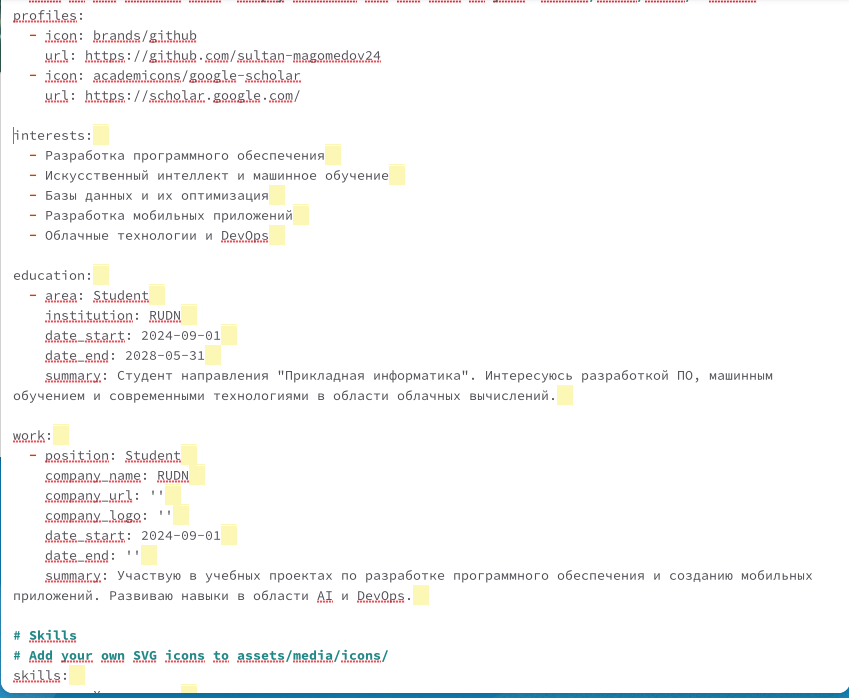 profiles:
- icon: brands/github
url: https://github.com/sultan-magomedov24
- icon: academicons/google-scholar
url: https://scholar.google.com/
interests:
- Разработка программного обеспечения
- Искусственный интеллект и машинное обучение
- Базы данных и их оптимизация
- Разработка мобильных приложений
- Облачные технологии и DevOps
education:
- area: Student
institution: RUDN
date_start: 2024-09-01
date_end: 2028-05-31
summary: Студент направления "Прикладная информатика". Интересуюсь разработкой ПО, машинным
обучением и современными технологиями в области облачных вычислений.
work:
- position: Student
company_name: RUDN
company_url: ''
company_logo: ''
date_start: 2024-09-01
date_end: ''
summary: Участвую в учебных проектах по разработке программного обеспечения и созданию мобильных
приложений. Развиваю навыки в области AI и DevOps.
# Skills
# Add your own SVG icons to assets/media/icons/
skills: